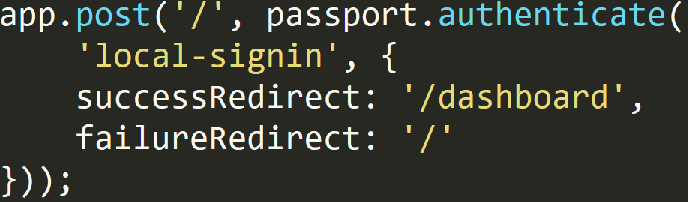 app.post('/', passport.authenticate(
    'local-signin', {
    successRedirect: '/dashboard',
    failureRedirect: '/'
}));